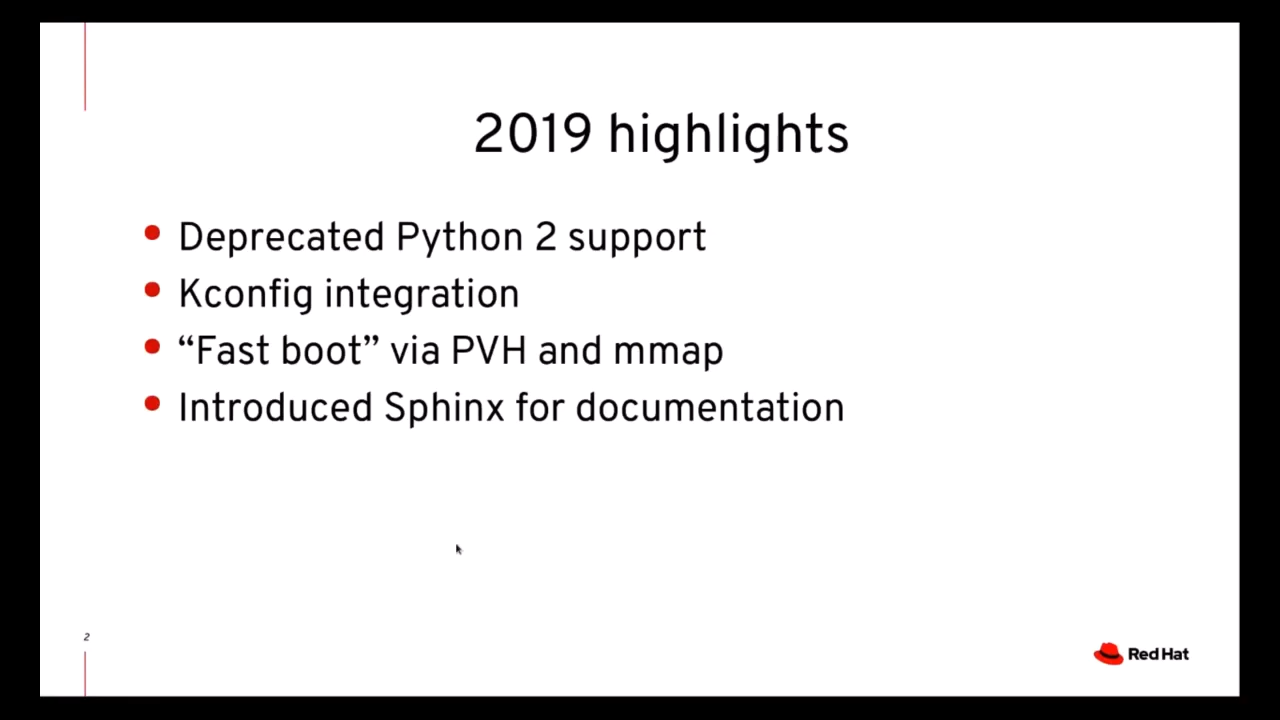 2019 highlights
Deprecated Python 2 support
Kconfig integration
“Fast boot” via PVH and mmap
Introduced Sphinx for documentation
2
Red Hat